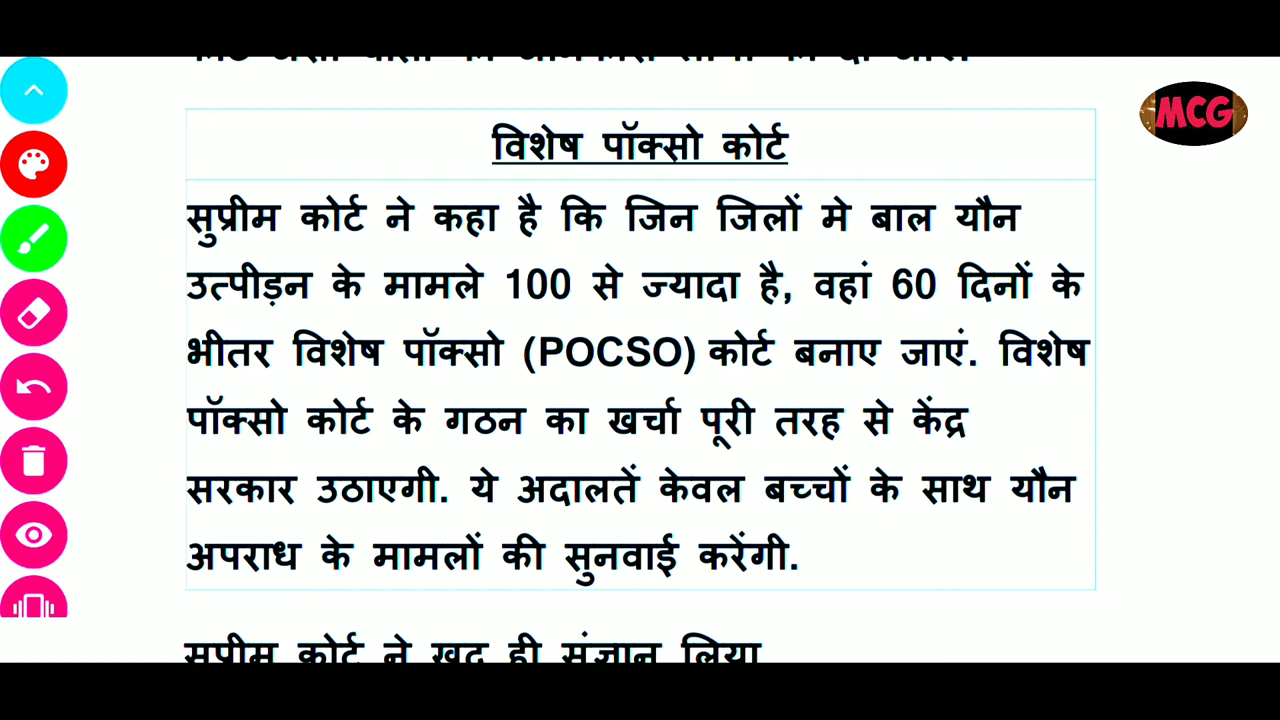 MCG
विशेष पॉक्सो कोर्ट
सुप्रीम कोर्ट ने कहा है कि जिन जिलों मे बाल यौन
उत्पीड़न के मामले 100 से ज्यादा है, वहां 60 दिनों के
भीतर विशेष पॉक्सो (POCSO) कोर्ट बनाए जाएं. विशेष
पॉक्सो कोर्ट के गठन का खर्चा पूरी तरह से केंद्र
सरकार उठाएगी. ये अदालतें केवल बच्चों के साथ यौन
अपराध के मामलों की सुनवाई करेंगी.
सुप्रीम कोर्ट ने खुद ही संज्ञान लिया